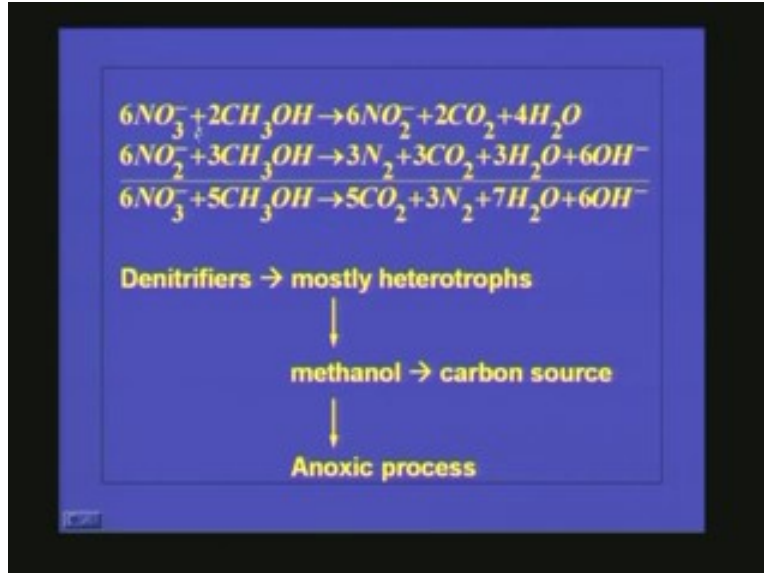 6NO₃⁻+2CH₃OH→6NO₂⁻+2CO₂+4H₂O
6NO₂⁻+3CH₃OH→3N₂+3CO₂+3H₂O+6OH⁻
6NO₃⁻+5CH₃OH→5CO₂+3N₂+7H₂O+6OH⁻
Denitrifiers → mostly heterotrophs
methanol → carbon source
Anoxic process